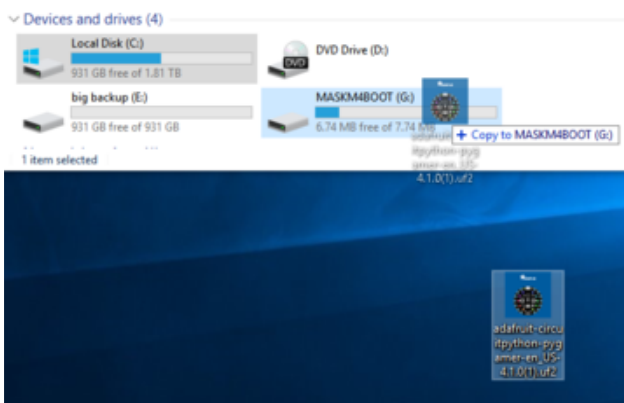 Devices and drives (4)
Local Disk (C:)
931 GB free of 1.81 TB
DVD Drive (D:)
DVD
big backup (E:)
931 GB free of 931 GB
MASKM4BOOT (G:)
6.74 MB free of 7.74 MB
+ Copy to MASKM4BOOT (G:)
itpython-pyg
amer-en_US-
4.1.0(1).uf2
1 item selected
adafruit-circu
itpython-pyg
amer-en_US-
4.1.0(1).uf2